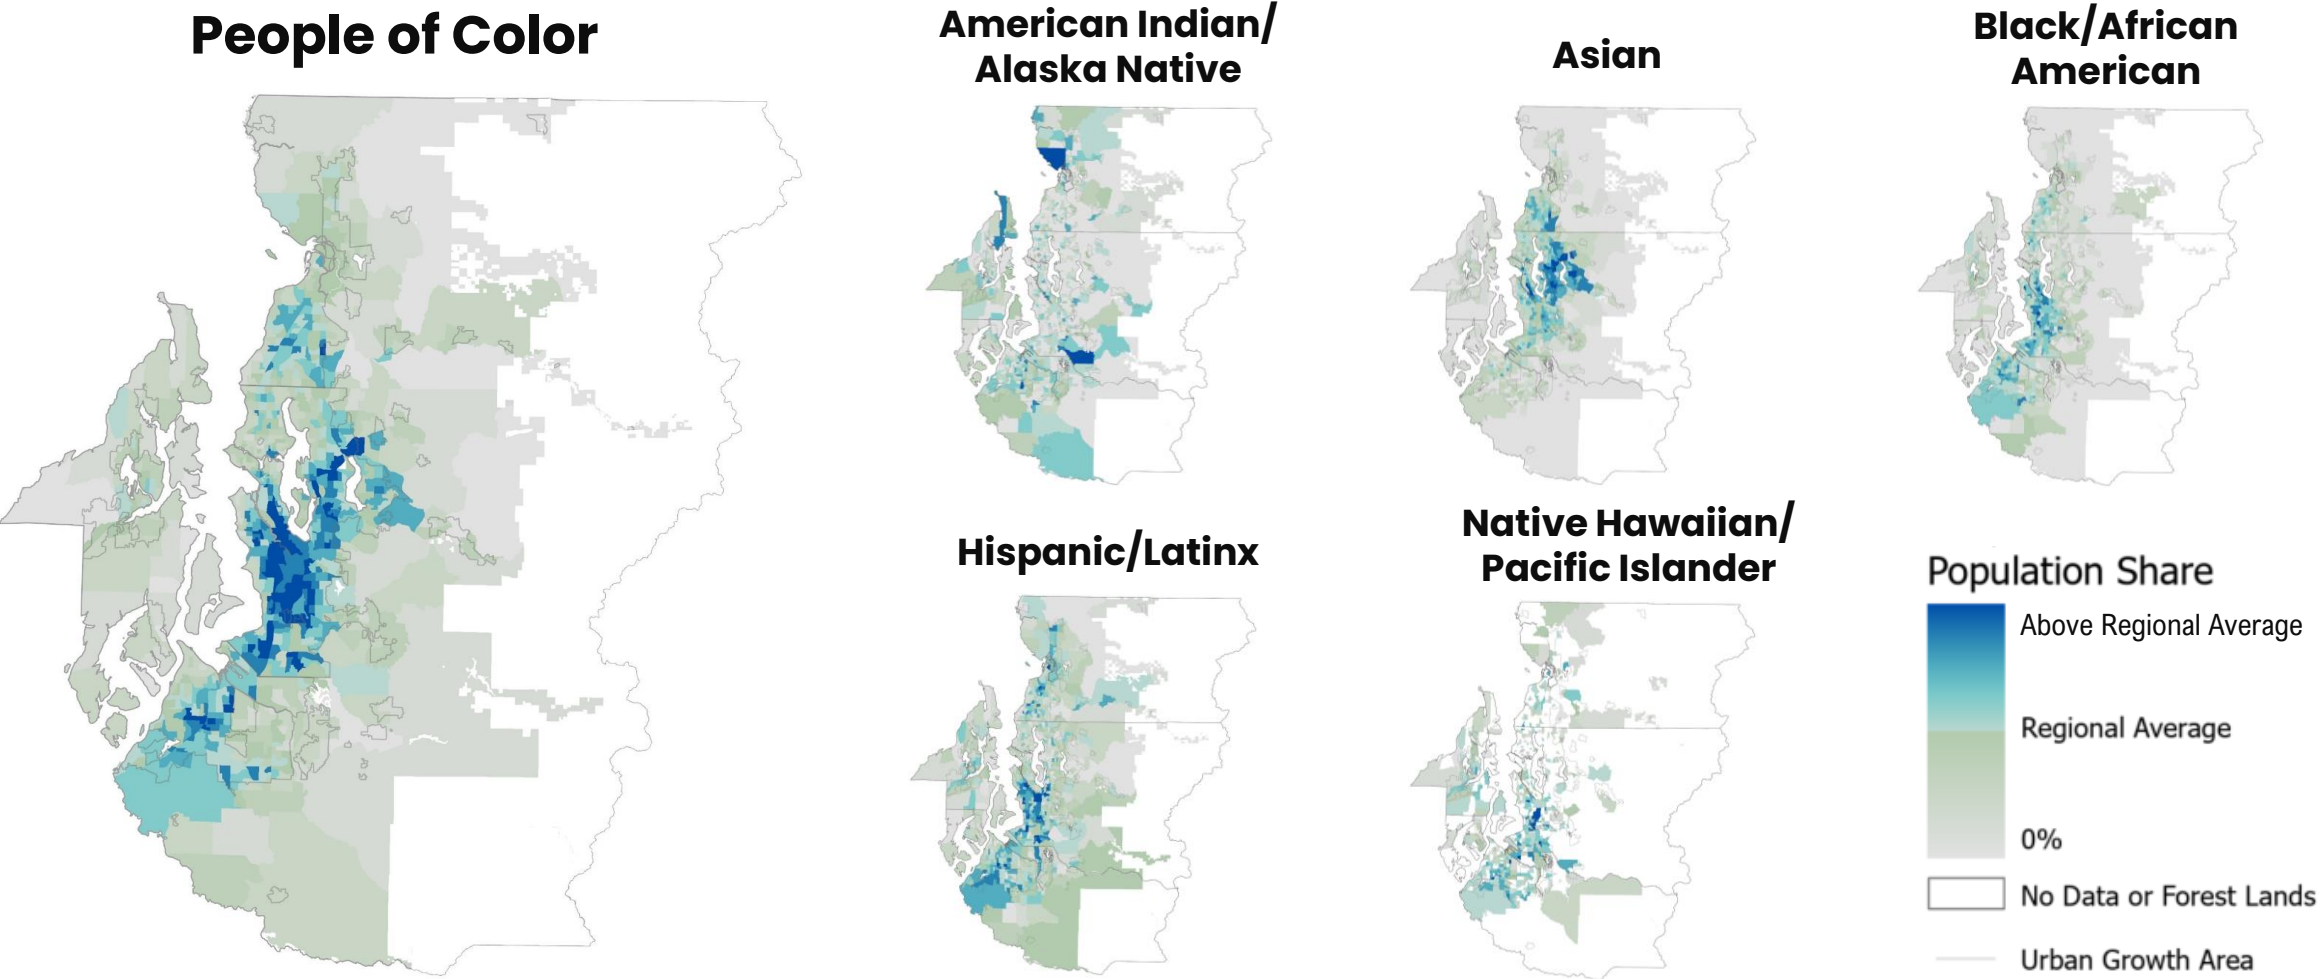 People of Color
American Indian/
Alaska Native
Asian
Black/African
American
Hispanic/Latinx
Native Hawaiian/
Pacific Islander
Population Share
Above Regional Average
Regional Average
0%
No Data or Forest Lands
Urban Growth Area